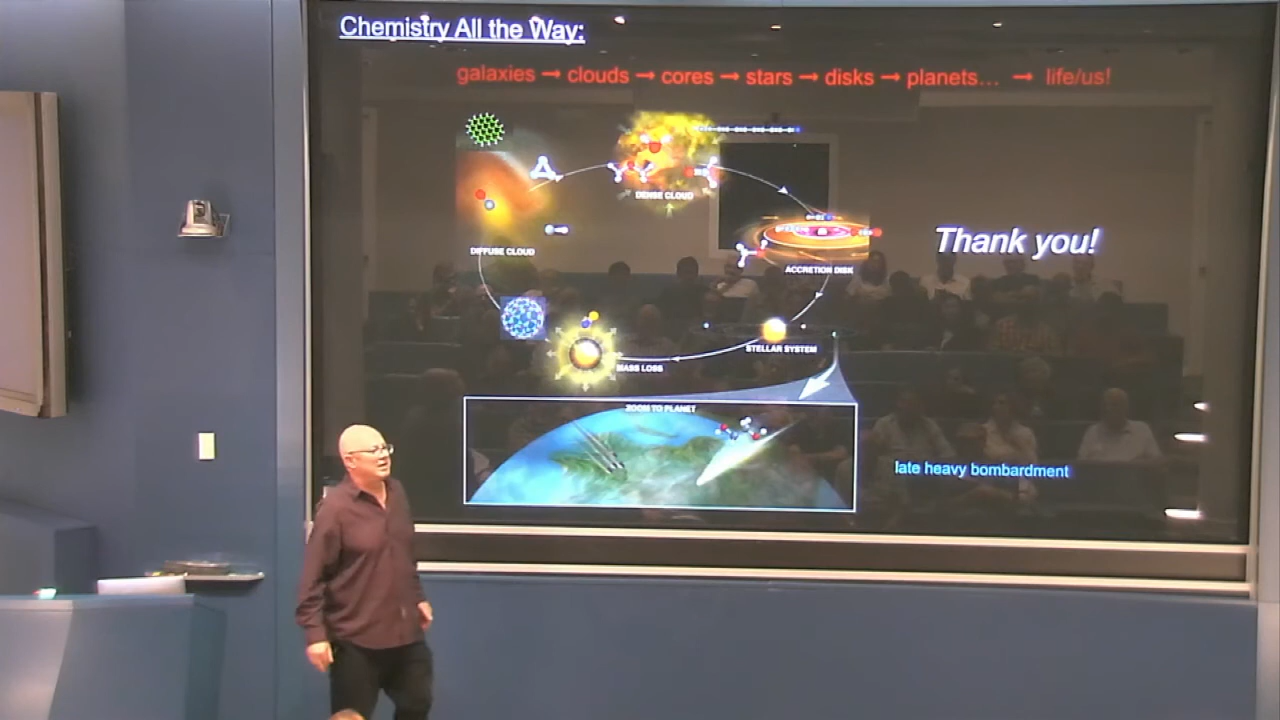 Chemistry All the Way:
galaxies → clouds → cores → stars → disks → planets… → life/us!
DENSE CLOUD
Thank you!
DIFFUSE CLOUD
ACCRETION DISK
STELLAR SYSTEM
MASS LOSS
ZOOM TO PLANET
late heavy bombardment